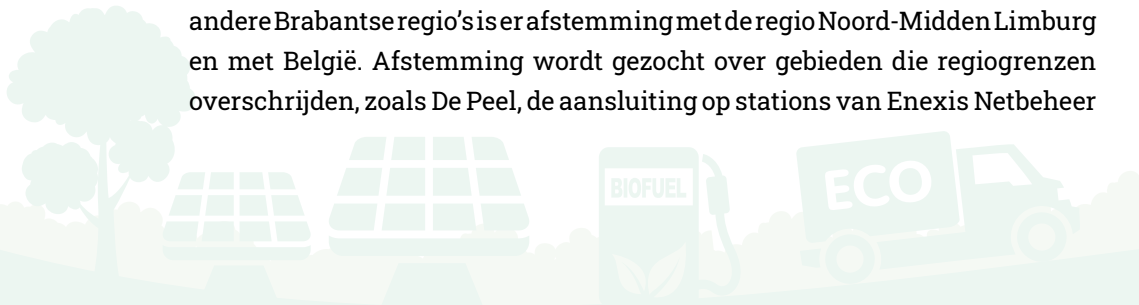 andere Brabantse regio’s is er afstemming met de regio Noord-Midden Limburg
en met België. Afstemming wordt gezocht over gebieden die regiogrenzen
overschrijden, zoals De Peel, de aansluiting op stations van Enexis Netbeheer
BIOFUEL
ECO